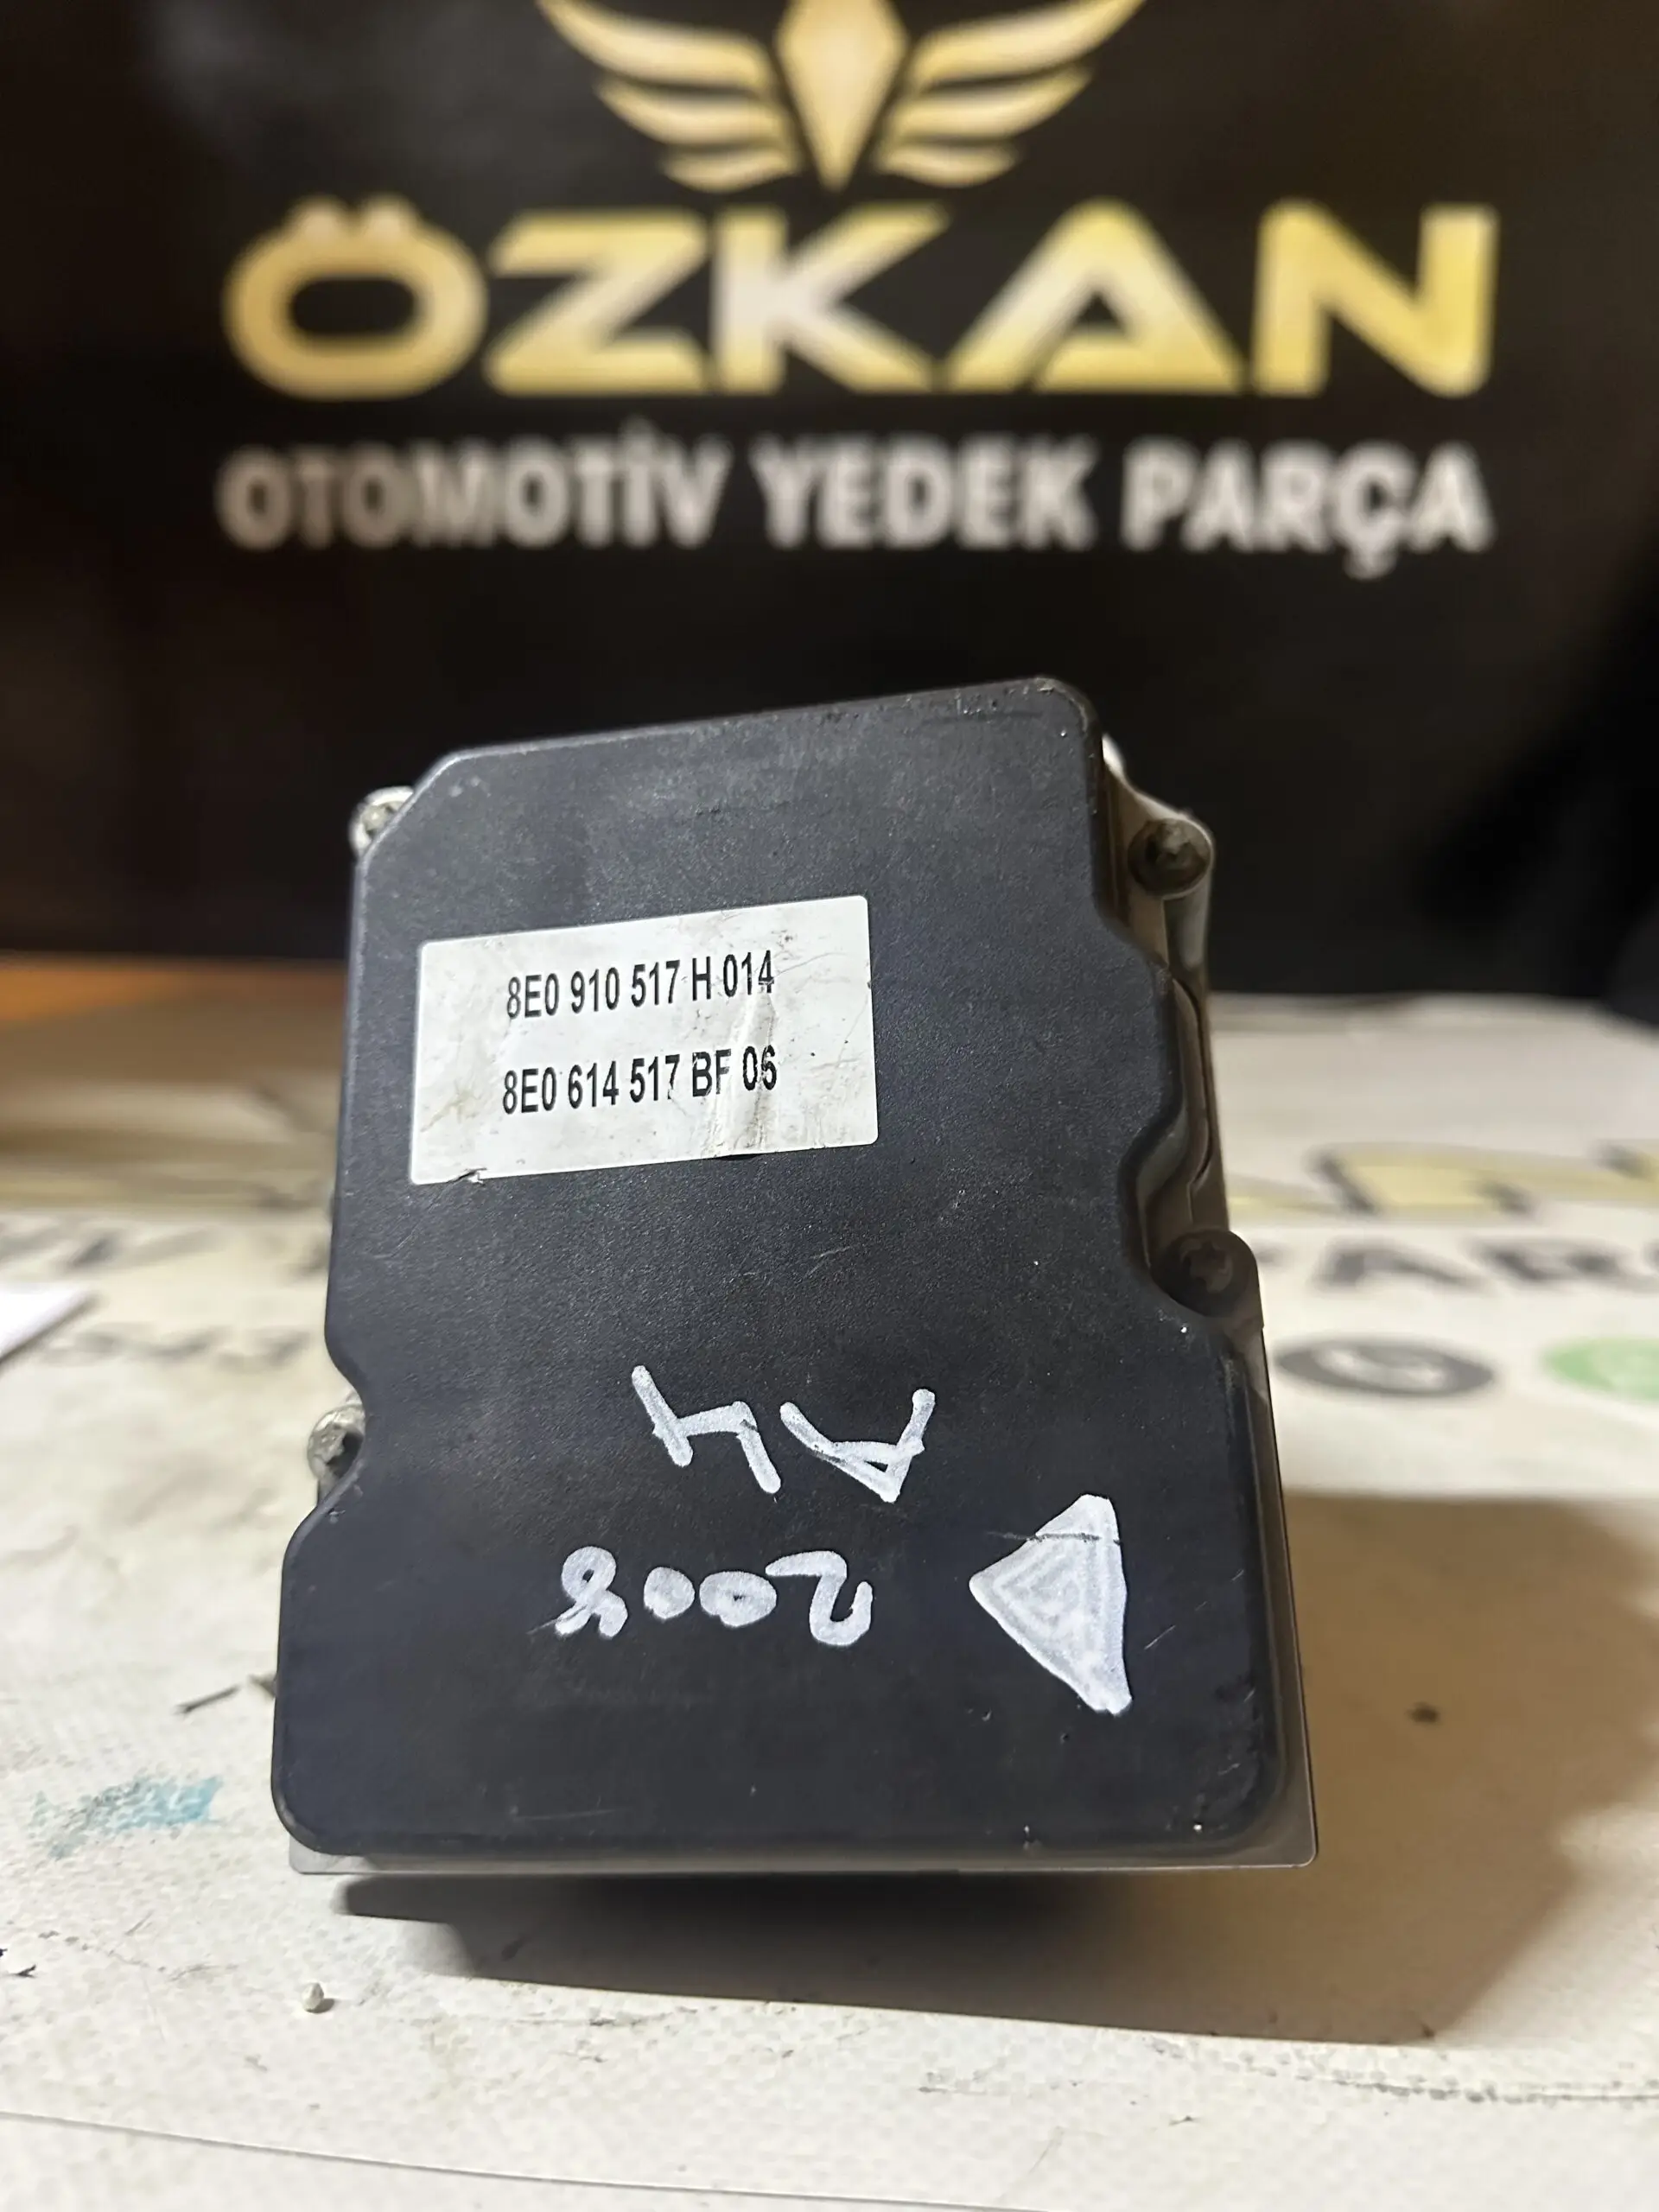 ÖZKAN
OTOMOTİV YEDEK PARÇA
8E0 910 517 H 014
8E0 614 517 BF 06
A4
2008